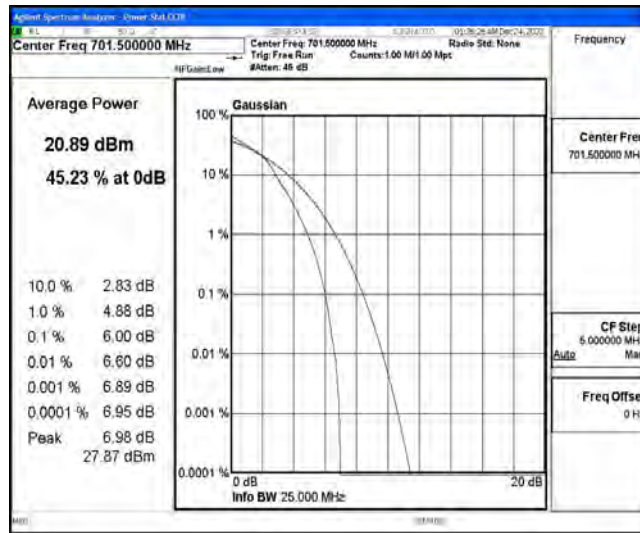 Agilent Spectrum Analyzer - Power Stat CCDF
Center Freq 701.500000 MHz
Center Freq: 701.500000 MHz
Radio Std: None
Trig: Free Run
Counts:1.00 M/1.00 Mpt
#IFGain:Low
#Atten: 46 dB
Frequency
Average Power
20.89 dBm
45.23 % at 0dB
10.0 % 2.83 dB
1.0 % 4.88 dB
0.1 % 6.00 dB
0.01 % 6.60 dB
0.001 % 6.89 dB
0.0001 % 6.95 dB
Peak 6.98 dB
27.87 dBm
Gaussian
100 %
10 %
1 %
0.1 %
0.01 %
0.001 %
0.0001 %
0 dB
20 dB
Info BW 25.000 MHz
Center Fre
701.500000 MH
CF Step
5.000000 MH
Auto Ma
Freq Offse
0 H